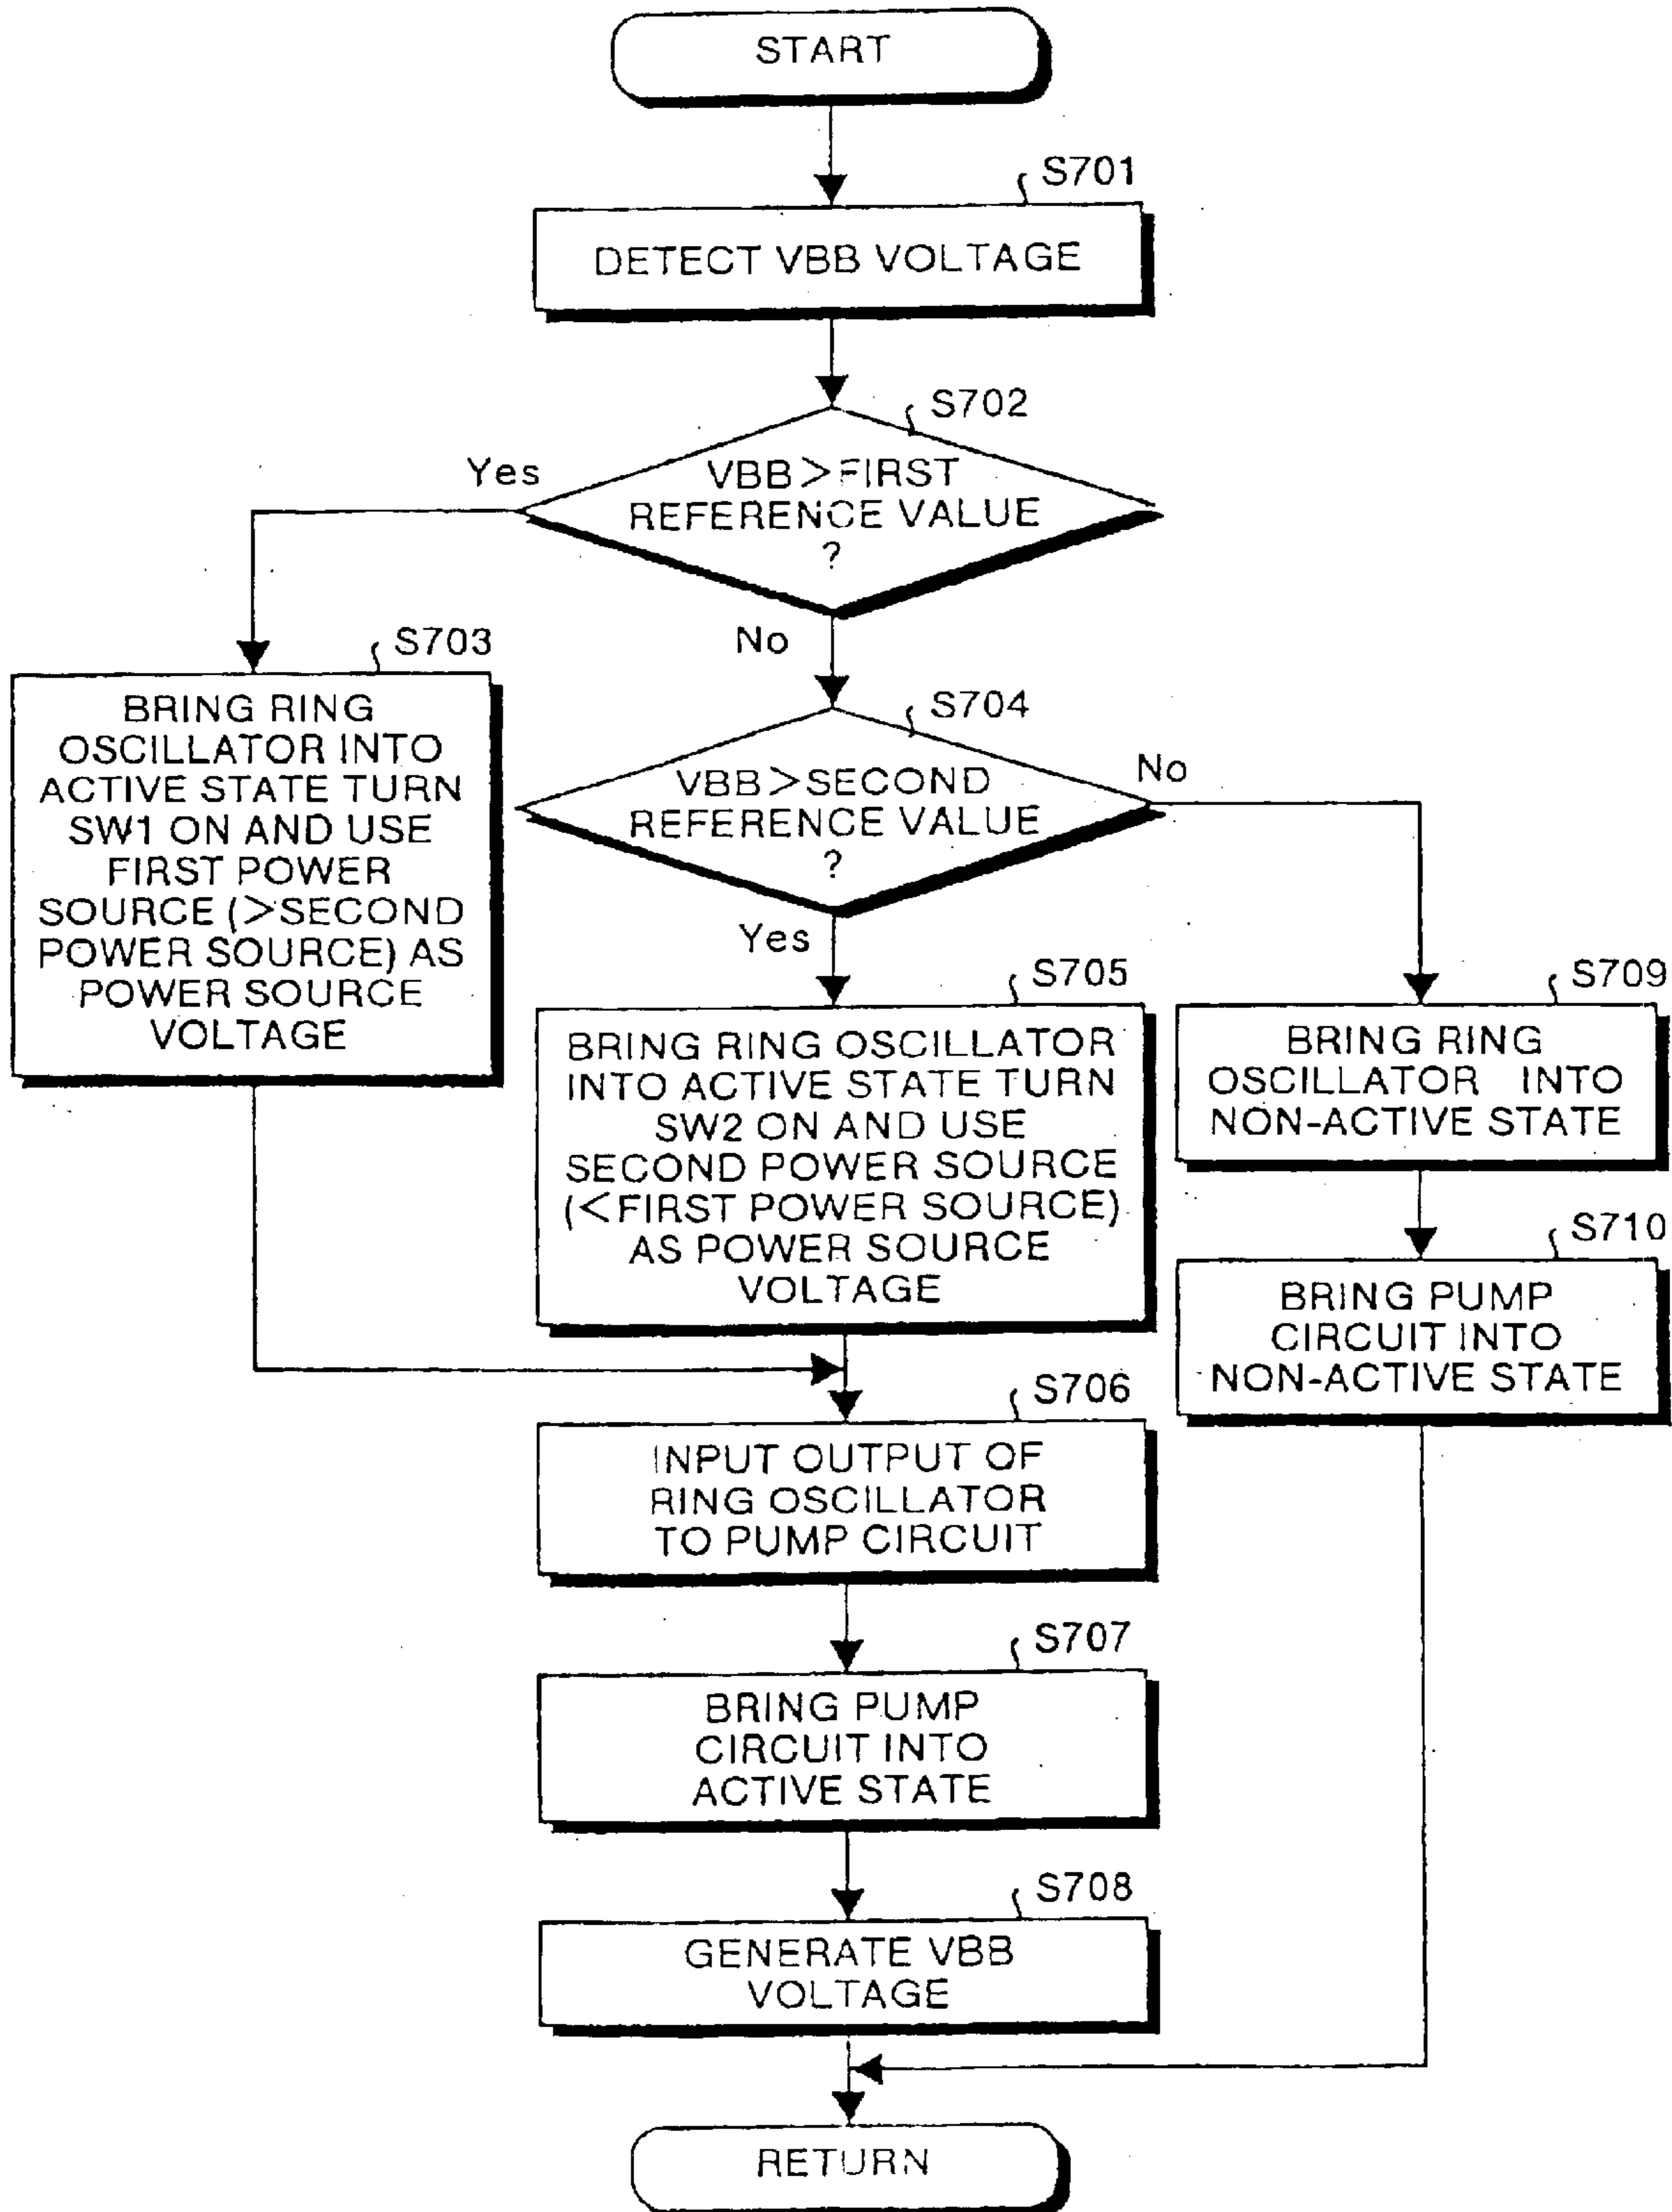 START
S701
DETECT VBB VOLTAGE
S702
VBB>FIRST
REFERENCE VALUE
?
Yes
No
S703
BRING RING
OSCILLATOR INTO
ACTIVE STATE TURN
SW1 ON AND USE
FIRST POWER
SOURCE (>SECOND
POWER SOURCE) AS
POWER SOURCE
VOLTAGE
S704
VBB>SECOND
REFERENCE VALUE
?
No
Yes
S705
BRING RING OSCILLATOR
INTO ACTIVE STATE TURN
SW2 ON AND USE
SECOND POWER SOURCE
(<FIRST POWER SOURCE)
AS POWER SOURCE
VOLTAGE
S709
BRING RING
OSCILLATOR INTO
NON-ACTIVE STATE
S710
BRING PUMP
CIRCUIT INTO
NON-ACTIVE STATE
S706
INPUT OUTPUT OF
RING OSCILLATOR
TO PUMP CIRCUIT
S707
BRING PUMP
CIRCUIT INTO
ACTIVE STATE
S708
GENERATE VBB
VOLTAGE
RETURN